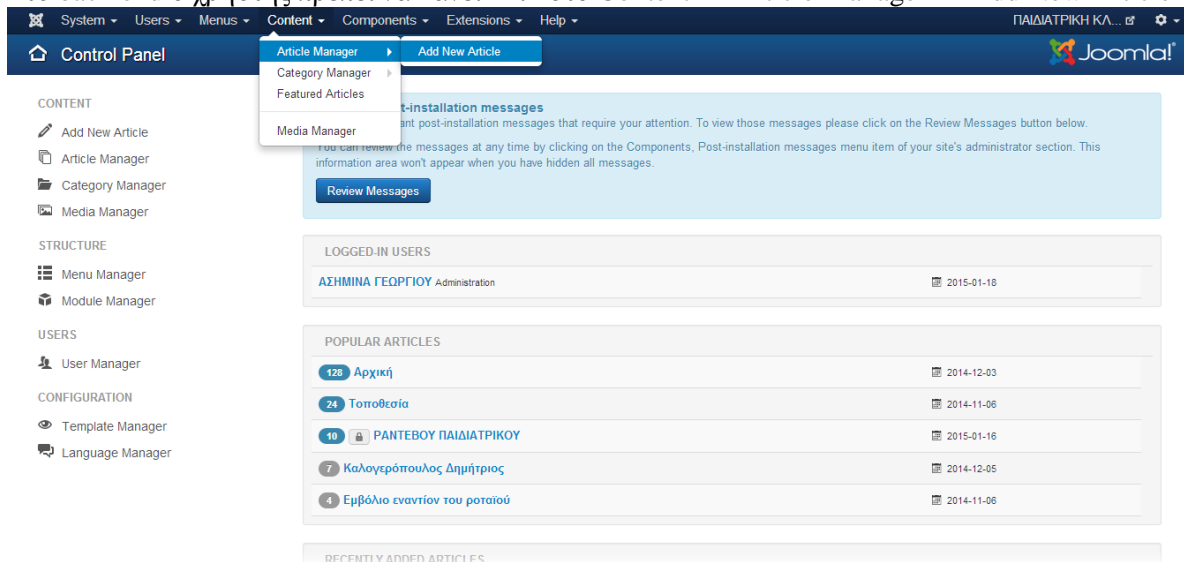 System Users Menus Content Components Extensions Help ΠΑΙΔΙΑΤΡΙΚΗ ΚΛ...
Control Panel Joomla!
Article Manager Add New Article
Category Manager
Featured Articles
Media Manager
CONTENT
Add New Article
Article Manager
Category Manager
Media Manager
STRUCTURE
Menu Manager
Module Manager
USERS
User Manager
CONFIGURATION
Template Manager
Language Manager
t-installation messages
ant post-installation messages that require your attention. To view those messages please click on the Review Messages button below.
You can review the messages at any time by clicking on the Components, Post-installation messages menu item of your site's administrator section. This
information area won't appear when you have hidden all messages.
Review Messages
LOGGED-IN USERS
ΑΣΗΜΙΝΑ ΓΕΩΡΓΙΟΥ Administration 2015-01-18
POPULAR ARTICLES
128 Αρχική 2014-12-03
24 Τοποθεσία 2014-11-06
10 ΡΑΝΤΕΒΟΥ ΠΑΙΔΙΑΤΡΙΚΟΥ 2015-01-16
7 Καλογερόπουλος Δημήτριος 2014-12-05
4 Εμβόλιο εναντίον του ροταϊού 2014-11-06
RECENTLY ADDED ARTICLES